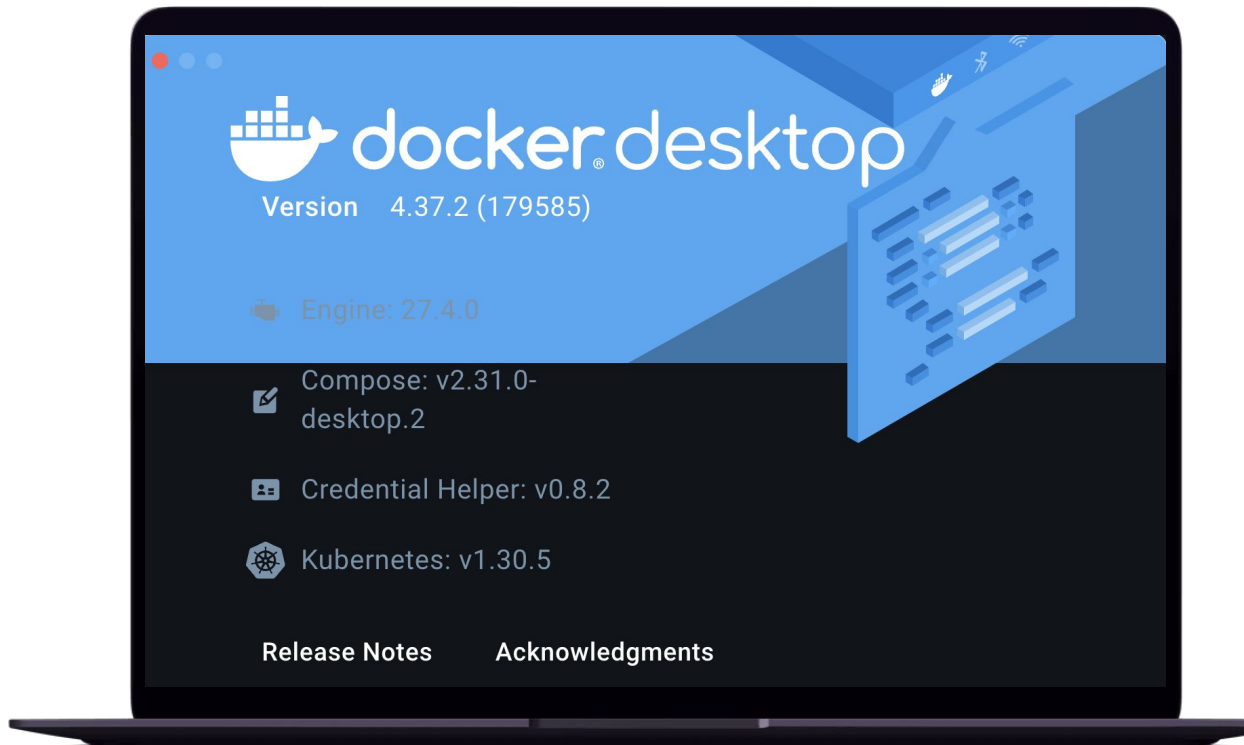 docker® desktop
Version 4.37.2 (179585)
Engine: 27.4.0
Compose: v2.31.0-
desktop.2
Credential Helper: v0.8.2
Kubernetes: v1.30.5
Release Notes Acknowledgments